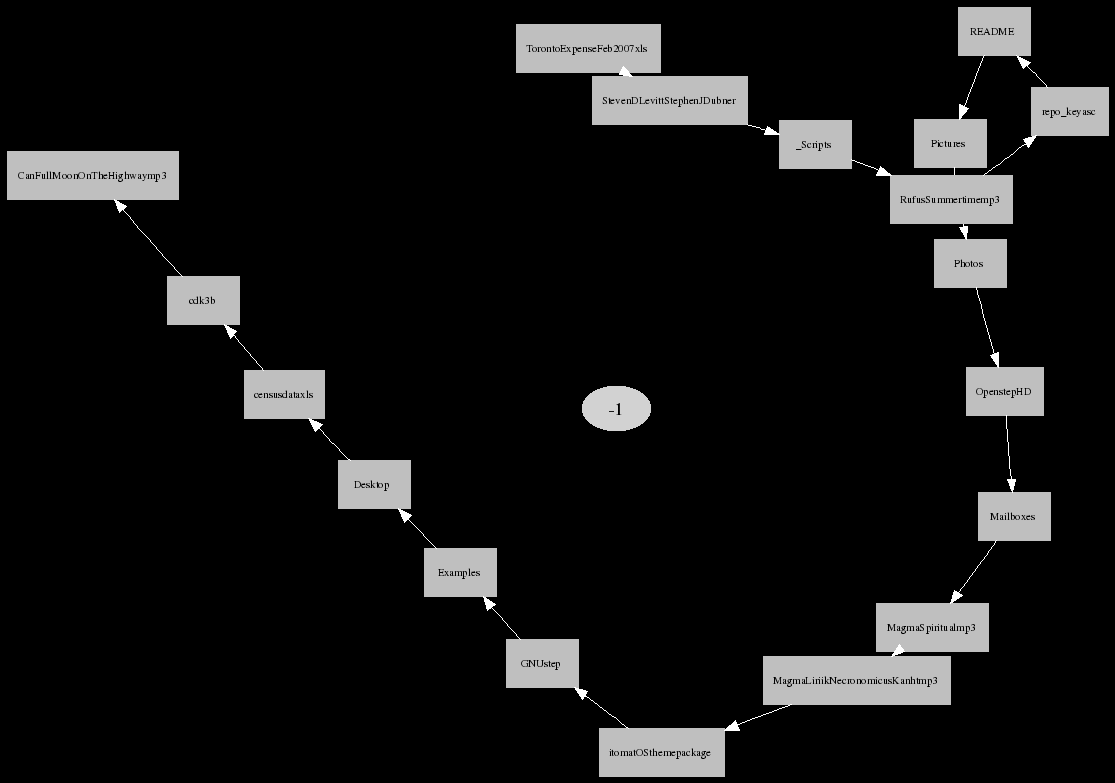 README
TorontoExpenseFeb2007xls
StevenDLevittStephenJDubner
repo_keyasc
_Scripts
Pictures
CanFullMoonOnTheHighwaymp3
RufusSummertimemp3
Photos
cdk3b
OpenstepHD
censusdataxls
-1
Desktop
Mailboxes
Examples
MagmaSpiritualmp3
GNUstep
MagmaLiriikNecronomicusKanhtmp3
itomatOSthemepackage